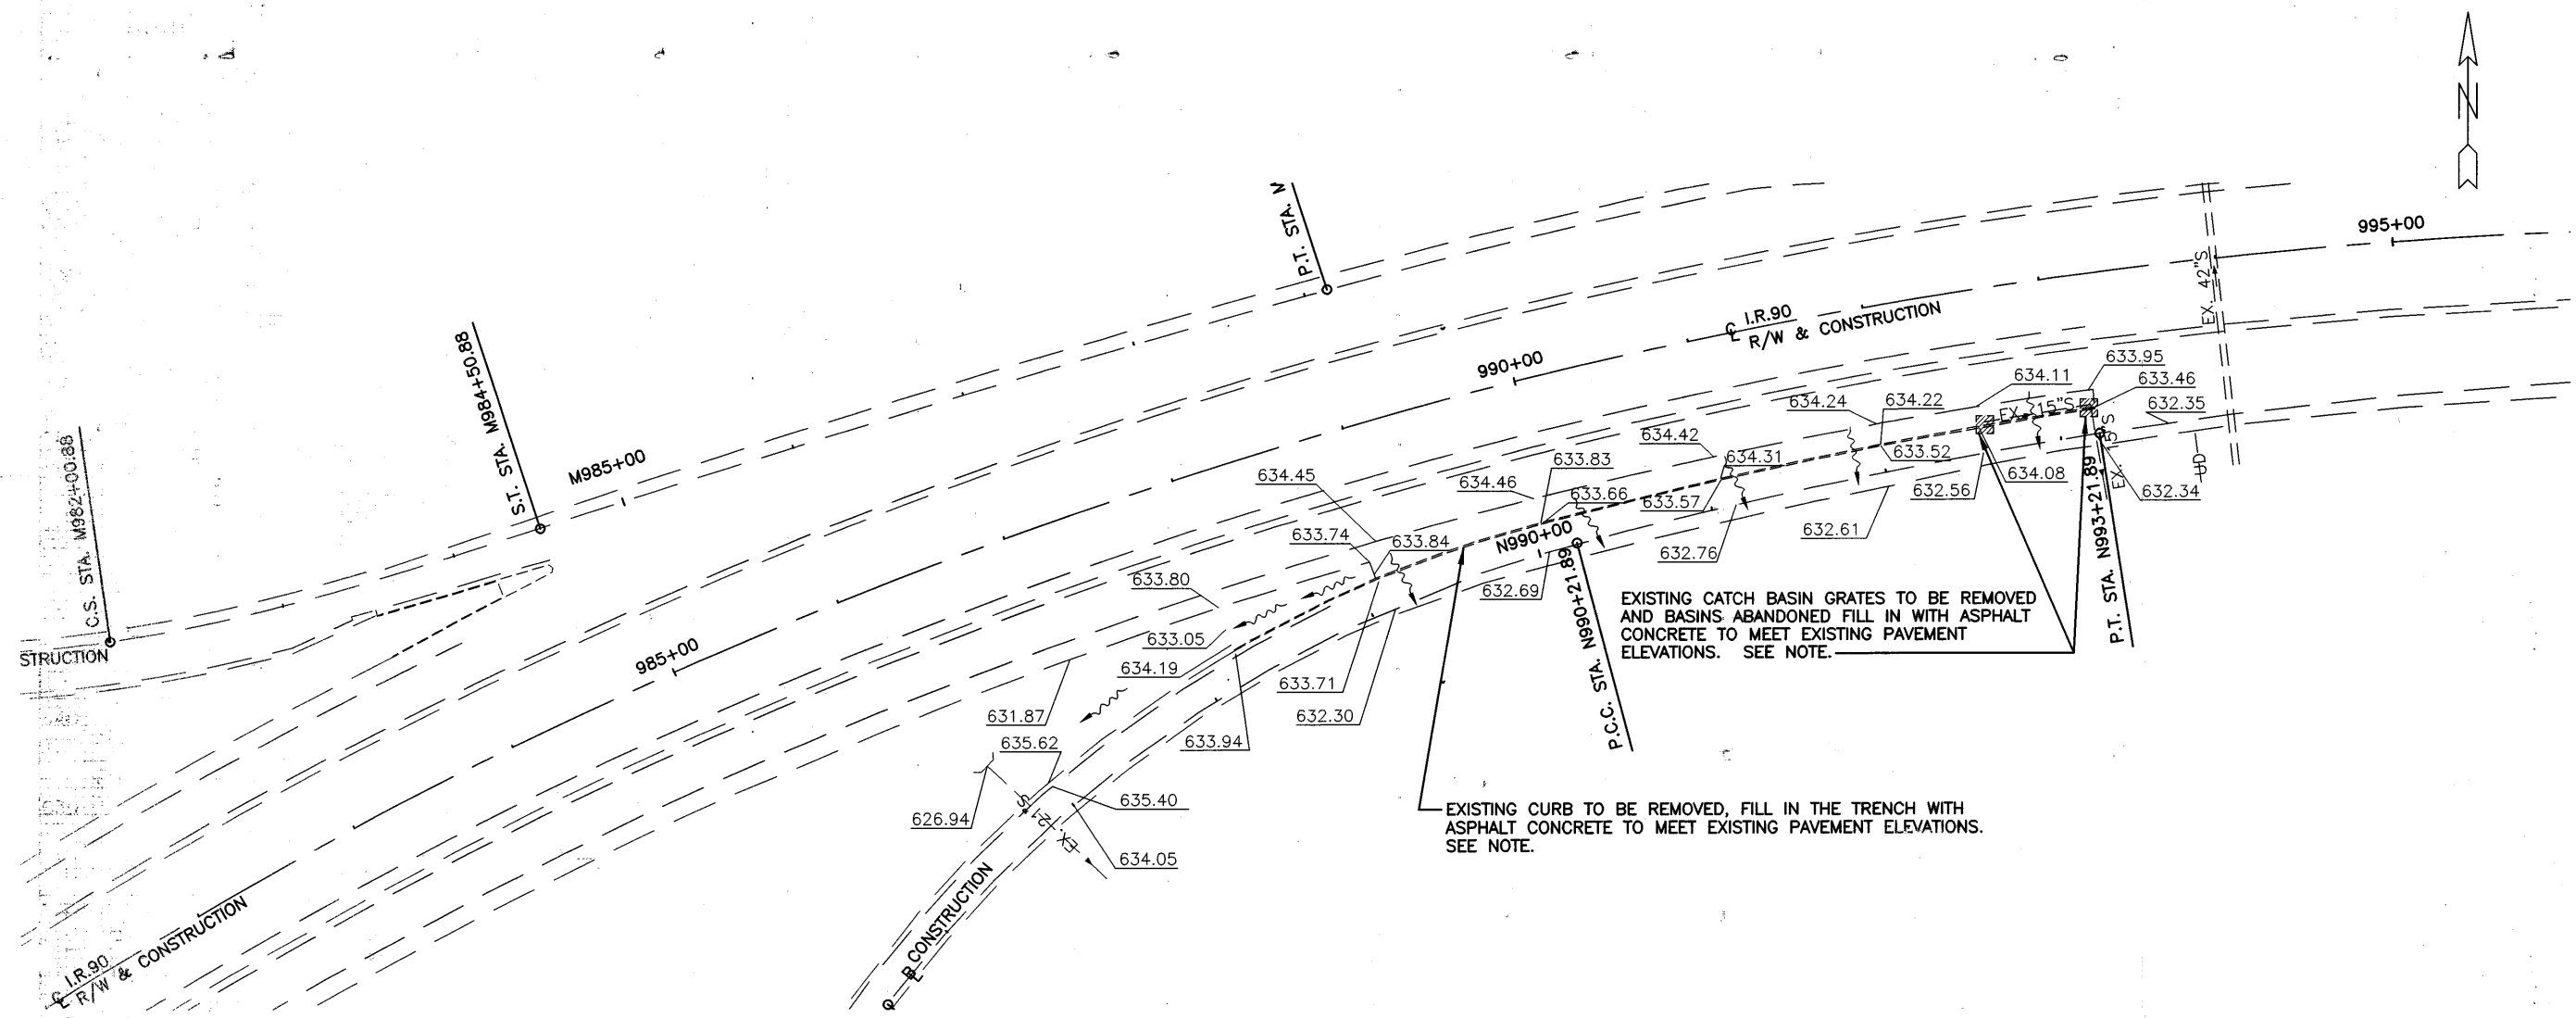 N
995+00
P.T. STA. N
EX. 42"S
℄ I.R.90
R/W & CONSTRUCTION
990+00
633.95
634.11
633.46
634.24
634.22
632.35
EX. 15"S
S.T. STA. M984+50.88
C.S. STA. M982+00.88
M985+00
634.42
634.31
633.83
633.52
634.45
634.46
633.66
633.57
632.56
634.08
632.34
EX. 15"S
UD
632.61
633.74
633.84
N990+00
632.76
633.80
632.69
633.05
STRUCTION
985+00
634.19
633.71
631.87
632.30
635.62
633.94
P.C.C. STA. N990+21.89
P.T. STA. N993+21.89
EXISTING CATCH BASIN GRATES TO BE REMOVED
AND BASINS ABANDONED FILL IN WITH ASPHALT
CONCRETE TO MEET EXISTING PAVEMENT
ELEVATIONS. SEE NOTE.
635.40
626.94
EX. 12"S
634.05
EXISTING CURB TO BE REMOVED, FILL IN THE TRENCH WITH
ASPHALT CONCRETE TO MEET EXISTING PAVEMENT ELEVATIONS.
SEE NOTE.
B CONSTRUCTION
℄ I.R.90
R/W & CONSTRUCTION